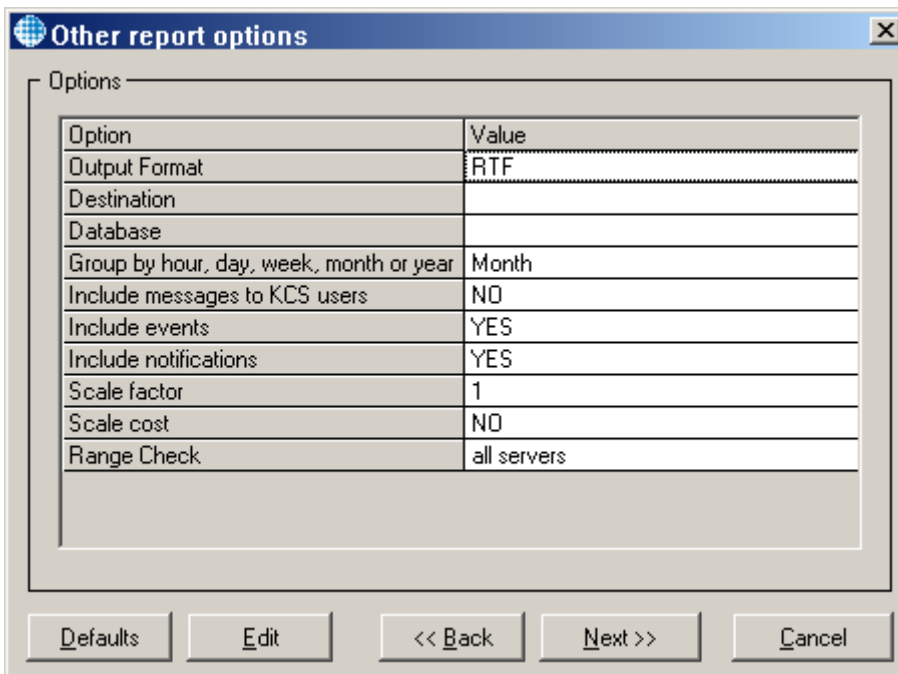 Other report options
Options
Option Value
Output Format RTF
Destination
Database
Group by hour, day, week, month or year Month
Include messages to KCS users NO
Include events YES
Include notifications YES
Scale factor 1
Scale cost NO
Range Check all servers
Defaults Edit << Back Next >> Cancel